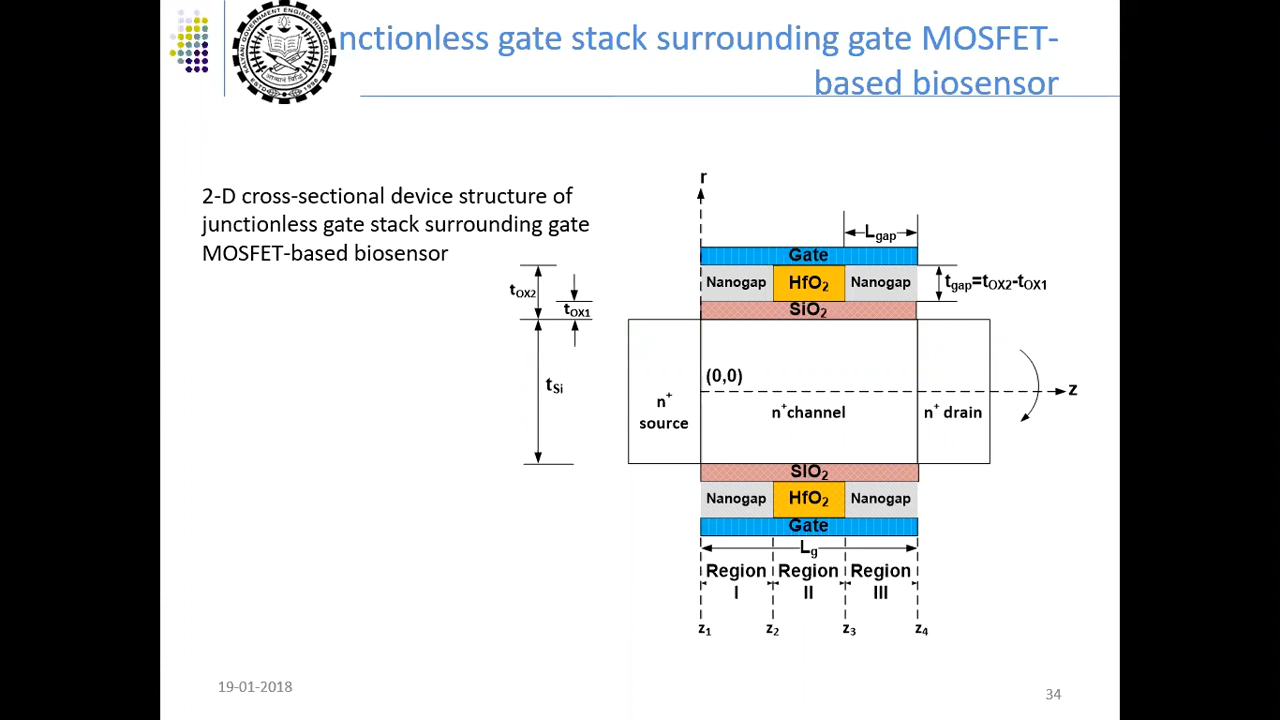 nctionless gate stack surrounding gate MOSFET-
based biosensor
2-D cross-sectional device structure of
junctionless gate stack surrounding gate
MOSFET-based biosensor
r
Lgap
Gate
Nanogap HfO₂ Nanogap
tgap=tOX2-tOX1
tOX2
tOX1
SiO₂
(0,0)
tSi
z
n⁺
source
n⁺channel
n⁺ drain
SIO₂
Nanogap HfO₂ Nanogap
Gate
Lg
Region Region Region
I II III
z₁ z₂ z₃ z₄
19-01-2018
34